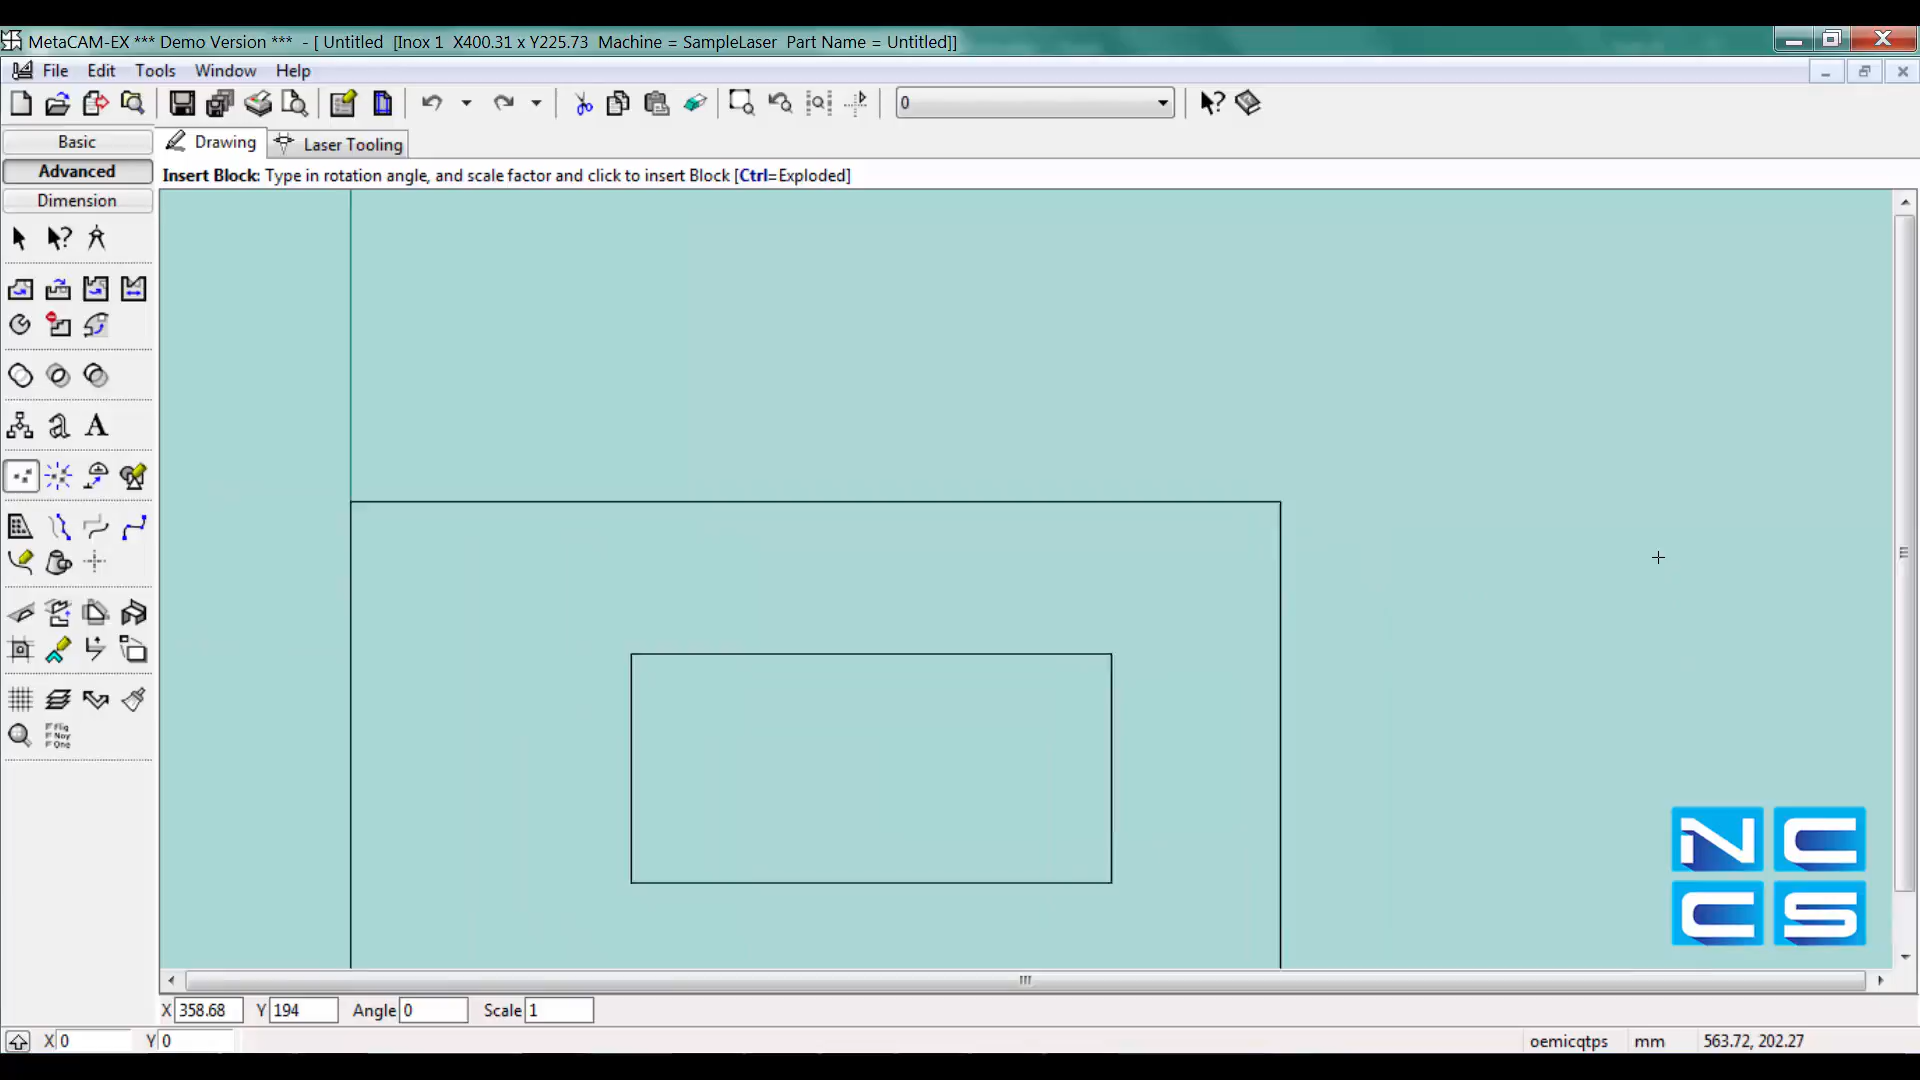 MetaCAM-EX *** Demo Version *** - [ Untitled [Inox 1 X400.31 x Y225.73 Machine = SampleLaser Part Name = Untitled]]
File Edit Tools Window Help
0
Basic
Drawing
Laser Tooling
Advanced
Insert Block: Type in rotation angle, and scale factor and click to insert Block [Ctrl=Exploded]
Dimension
N C
C S
X 358.68 Y 194 Angle 0 Scale 1
X 0 Y 0 oemicqtps mm 563.72, 202.27